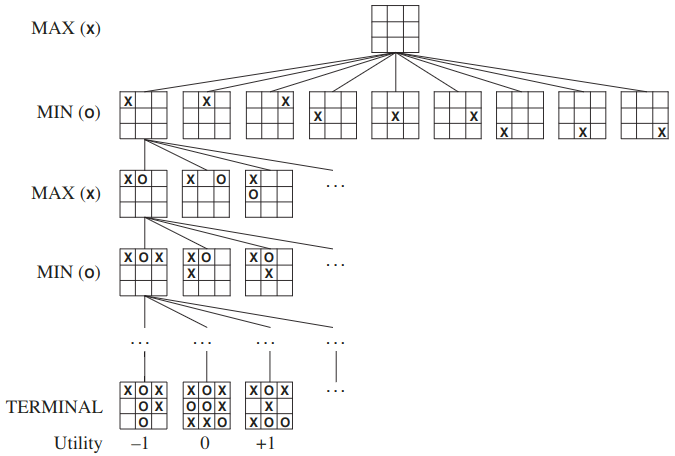 MAX (X)
MIN (O)
X X X
X X X
X X X
MAX (X)
X O X O X
O
...
MIN (O)
X O X X O X O
X X
...
... ... ... ...
TERMINAL
X O X X O X X O X
O X O O X X
O X X O X O O
...
Utility –1 0 +1